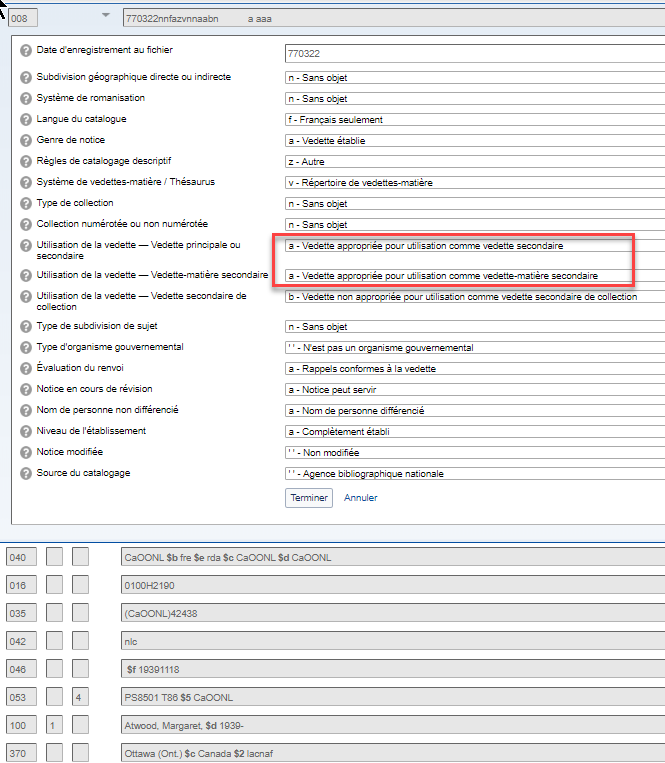 008 770322nnfazvnnaabn a aaa
Date d'enregistrement au fichier 770322
Subdivision géographique directe ou indirecte n - Sans objet
Système de romanisation n - Sans objet
Langue du catalogue f - Français seulement
Genre de notice a - Vedette établie
Règles de catalogage descriptif z - Autre
Système de vedettes-matière / Thésaurus v - Répertoire de vedettes-matière
Type de collection n - Sans objet
Collection numérotée ou non numérotée n - Sans objet
Utilisation de la vedette — Vedette principale ou a - Vedette appropriée pour utilisation comme vedette secondaire
secondaire
Utilisation de la vedette — Vedette-matière secondaire a - Vedette appropriée pour utilisation comme vedette-matière secondaire
Utilisation de la vedette — Vedette secondaire de b - Vedette non appropriée pour utilisation comme vedette secondaire de collection
collection
Type de subdivision de sujet n - Sans objet
Type d'organisme gouvernemental ' ' - N'est pas un organisme gouvernemental
Évaluation du renvoi a - Rappels conformes à la vedette
Notice en cours de révision a - Notice peut servir
Nom de personne non différencié a - Nom de personne différencié
Niveau de l'établissement a - Complètement établi
Notice modifiée ' ' - Non modifiée
Source du catalogage ' ' - Agence bibliographique nationale
Terminer Annuler
040 CaOONL $b fre $e rda $c CaOONL $d CaOONL
016 0100H2190
035 (CaOONL)42438
042 nlc
046 $f 19391118
053 4 PS8501 T86 $5 CaOONL
100 1 Atwood, Margaret, $d 1939-
370 Ottawa (Ont.) $c Canada $2 lacnaf